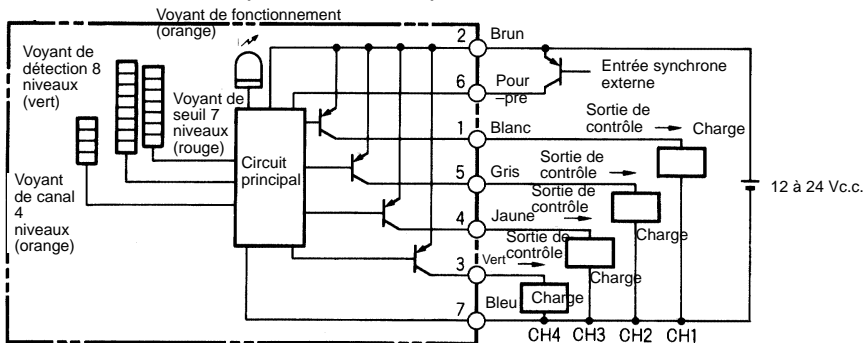 Voyant de fonctionnement
(orange)
Voyant de
détection 8
niveaux
(vert)
Voyant de
seuil 7
niveaux
(rouge)
Voyant
de canal
4
niveaux
(orange)
Circuit
principal
2 Brun
6 Pour
–pre
1 Blanc
5 Gris
4 Jaune
3 Vert
7 Bleu
Entrée synchrone
externe
Sortie de
contrôle
Charge
Sortie de
contrôle
Charge
Sortie de
contrôle
Charge
Sortie de
contrôle
Charge
12 à 24 Vc.c.
CH4 CH3 CH2 CH1